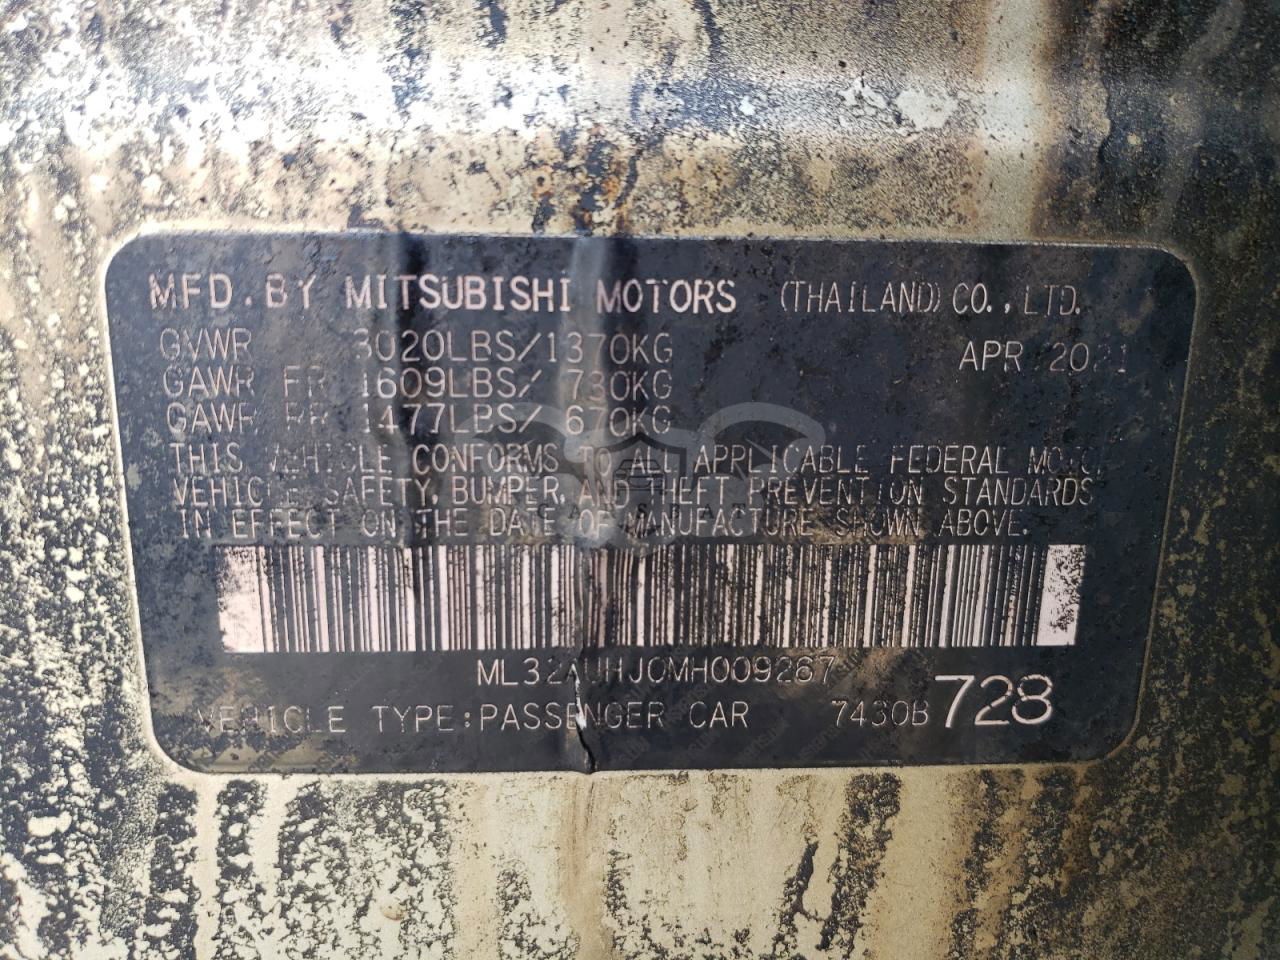 MFD. BY MITSUBISHI MOTORS (THAILAND) CO., LTD.
GVWR 3020LBS/1370KG APR 2021
GAWR FR 1609LBS/ 730KG
GAWR RR 1477LBS/ 670KG
THIS VEHICLE CONFORMS TO ALL APPLICABLE FEDERAL MOTOR
VEHICLE SAFETY, BUMPER, AND THEFT PREVENTION STANDARDS
IN EFFECT ON THE DATE OF MANUFACTURE SHOWN ABOVE.
ML32AUHJ0MH009267
VEHICLE TYPE:PASSENGER CAR 7430B 728